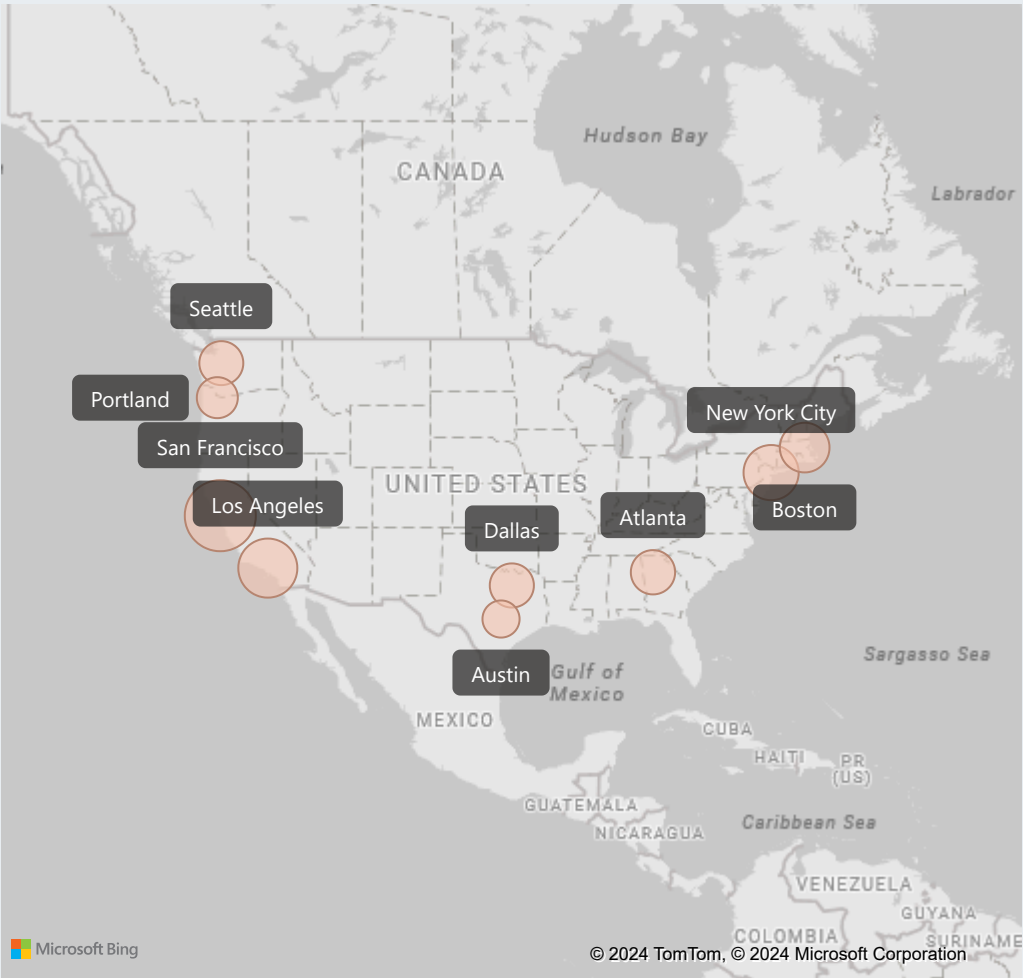 Hudson Bay
CANADA
Labrador
Seattle
Portland
New York City
San Francisco
UNITED STATES
Los Angeles
Boston
Atlanta
Dallas
Sargasso Sea
Austin
Gulf of
Mexico
MEXICO
CUBA
HAITI
PR
(US)
GUATEMALA
Caribbean Sea
NICARAGUA
VENEZUELA
GUYANA
COLOMBIA
SURINAME
Microsoft Bing
© 2024 TomTom, © 2024 Microsoft Corporation